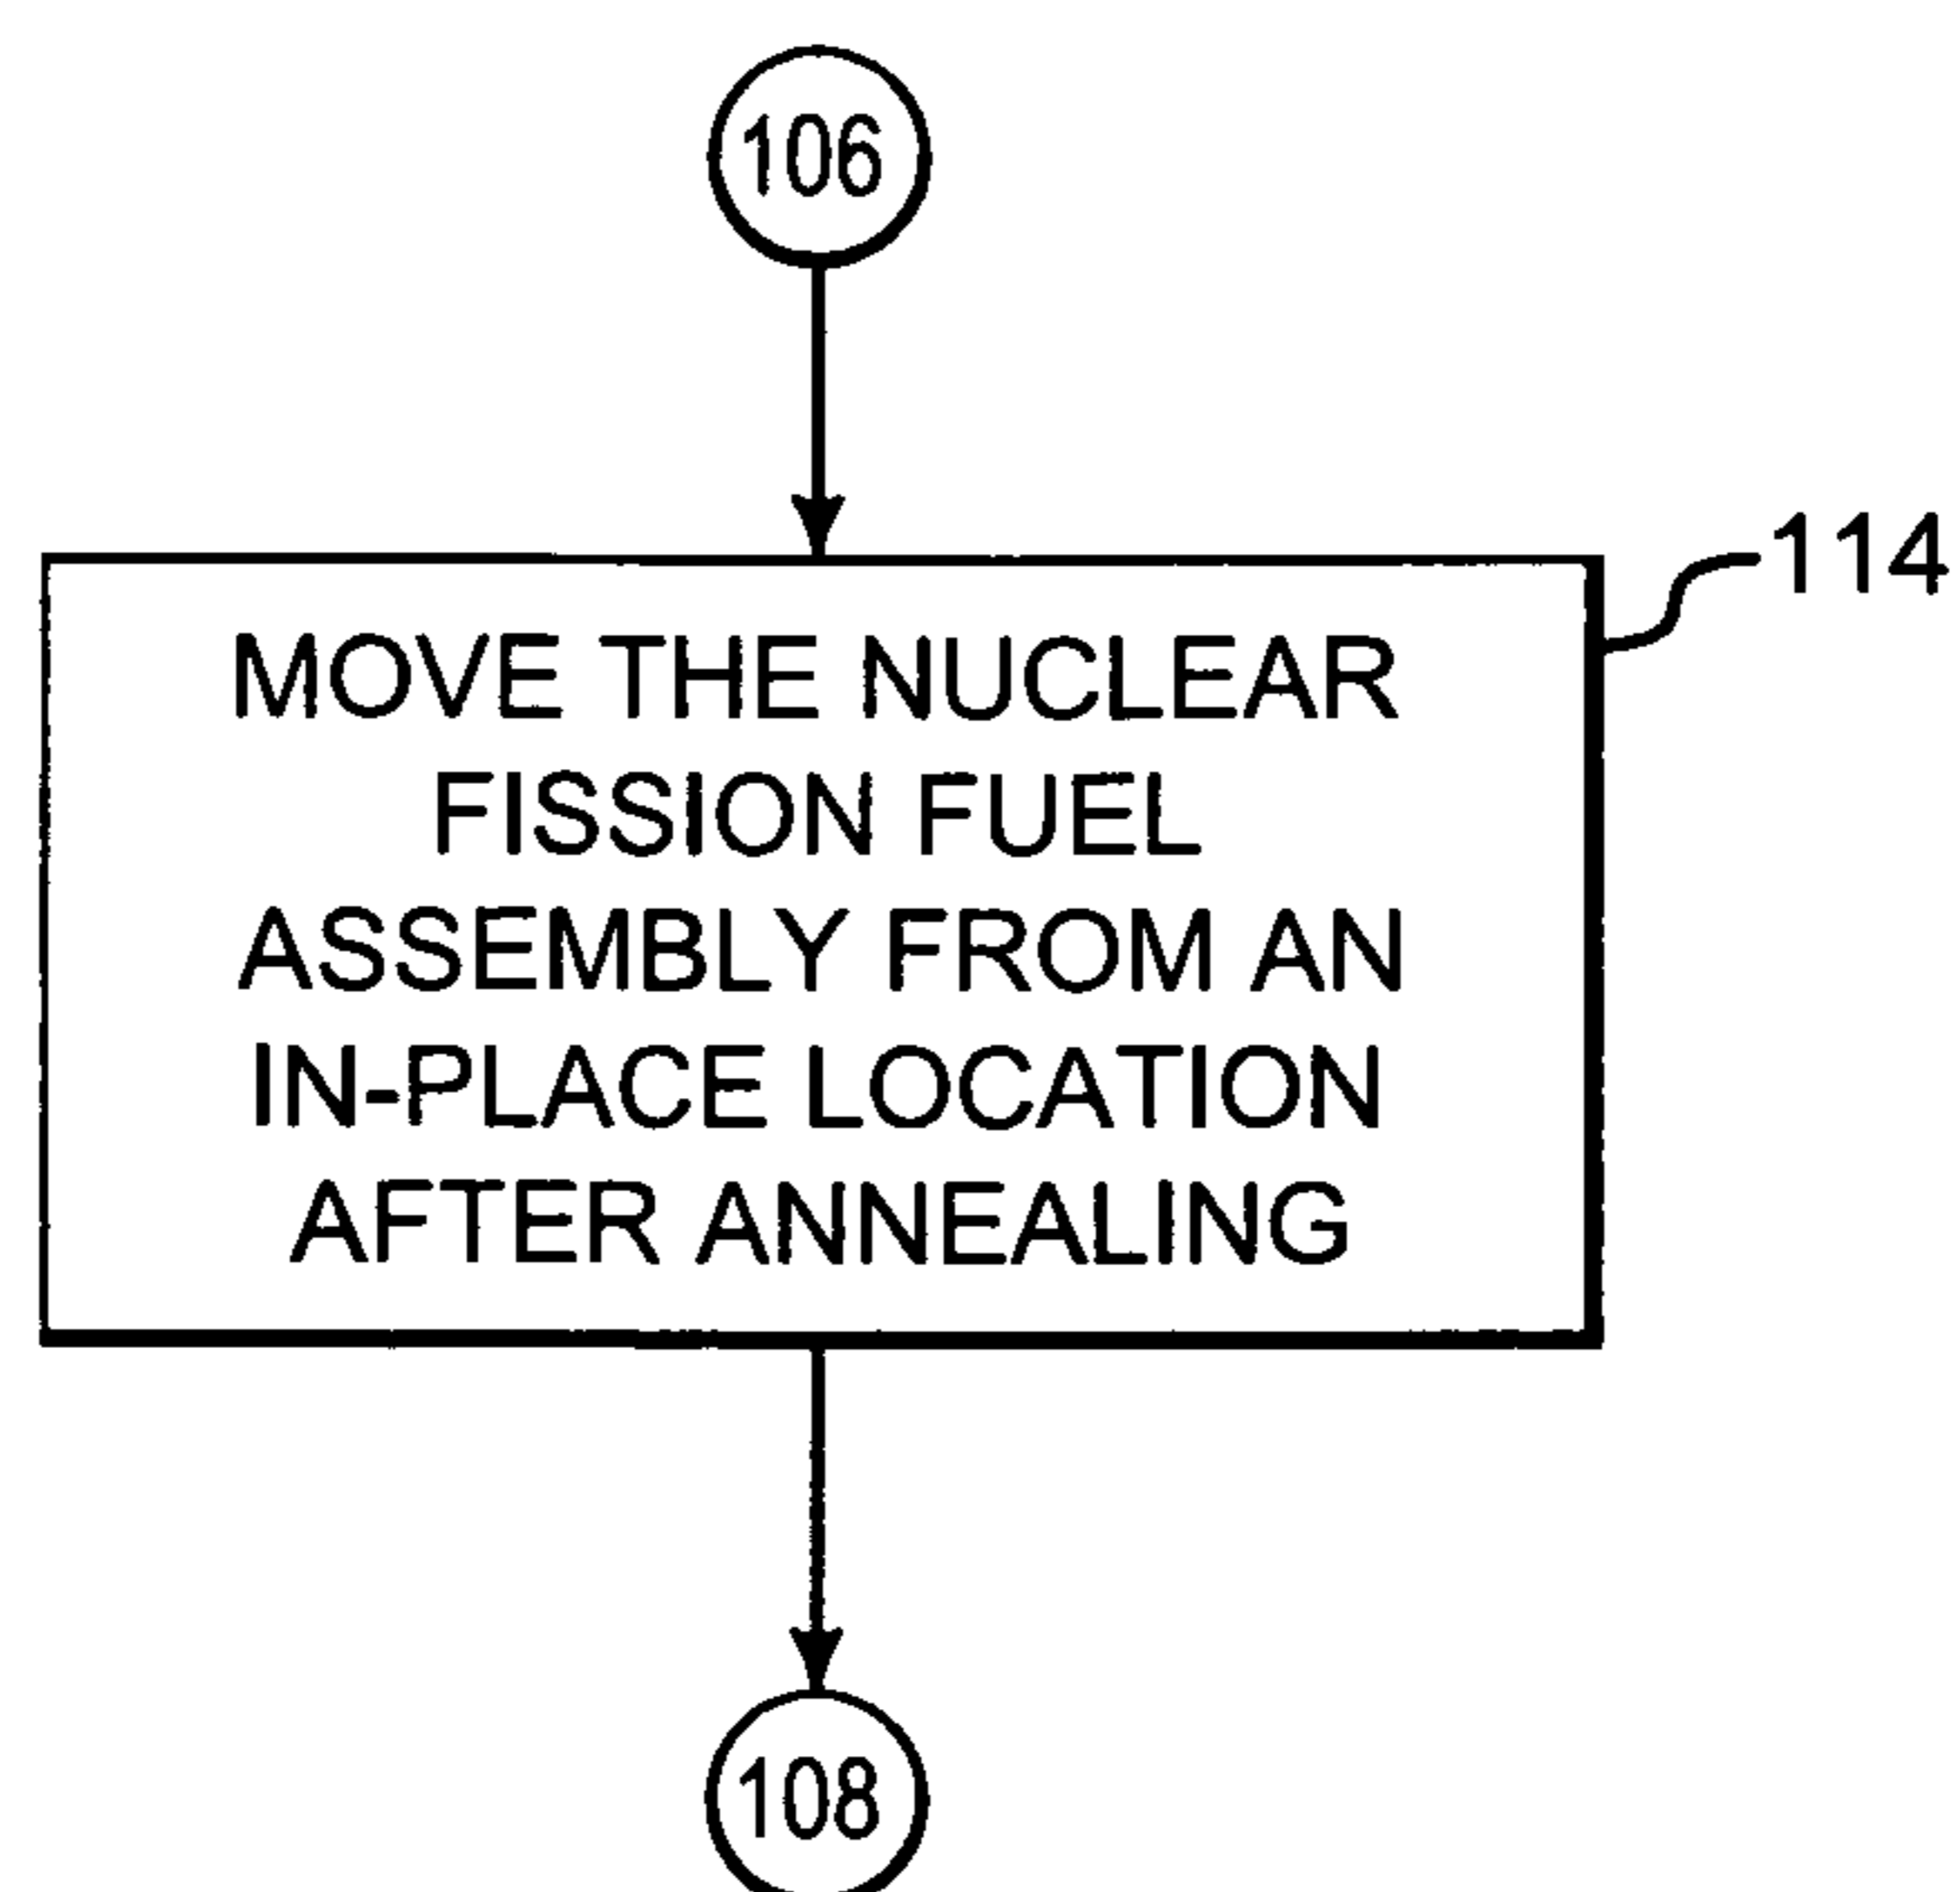 106
114
MOVE THE NUCLEAR
FISSION FUEL
ASSEMBLY FROM AN
IN-PLACE LOCATION
AFTER ANNEALING
108